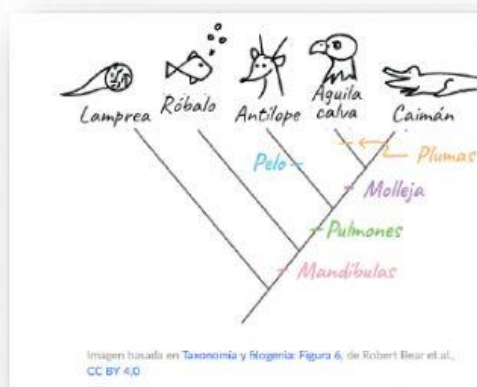 Lamprea
Róbalo
Antílope
Águila
calva
Caimán
Pelo
Plumas
Molleja
Pulmones
Mandíbulas
Imagen basada en Taxonomía y filogenia: Figura 6, de Robert Bear et al.,
CC BY 4,0